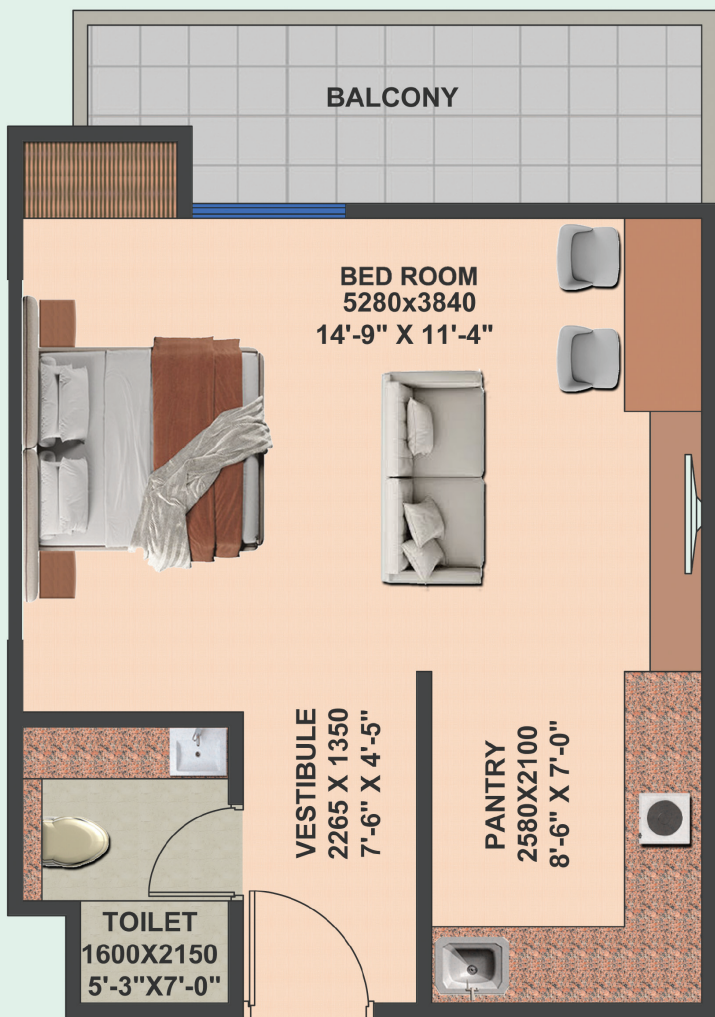 BALCONY
BED ROOM
5280x3840
14'-9" X 11'-4"
VESTIBULE
2265 X 1350
7'-6" X 4'-5"
PANTRY
2580X2100
8'-6" X 7'-0"
TOILET
1600X2150
5'-3"X7'-0"